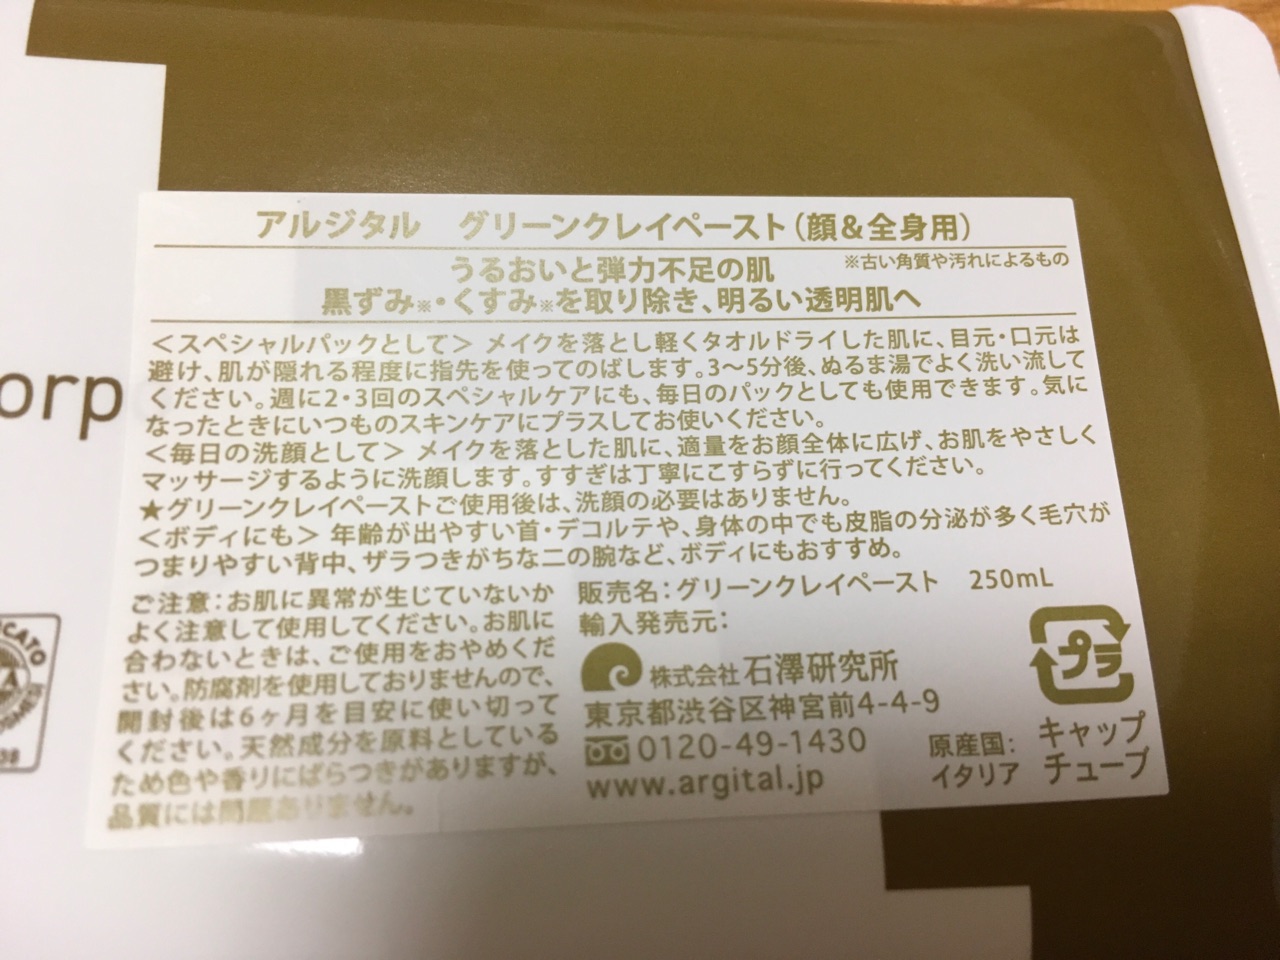 アルジタル　グリーンクレイペースト（顔＆全身用）
うるおいと弾力不足の肌
※古い角質や汚れによるもの
黒ずみ※・くすみ※を取り除き、明るい透明肌へ
＜スペシャルパックとして＞ メイクを落とし軽くタオルドライした肌に、目元・口元は
避け、肌が隠れる程度に指先を使ってのばします。3〜5分後、ぬるま湯でよく洗い流して
ください。週に2・3回のスペシャルケアにも、毎日のパックとしても使用できます。気に
なったときにいつものスキンケアにプラスしてお使いください。
＜毎日の洗顔として＞ メイクを落とした肌に、適量をお顔全体に広げ、お肌をやさしく
マッサージするように洗顔します。すすぎは丁寧にこすらずに行ってください。
★グリーンクレイペーストご使用後は、洗顔の必要はありません。
＜ボディにも＞ 年齢が出やすい首・デコルテや、身体の中でも皮脂の分泌が多く毛穴が
つまりやすい背中、ザラつきがちな二の腕など、ボディにもおすすめ。
ご注意：お肌に異常が生じていないか
よく注意して使用してください。お肌に
合わないときは、ご使用をおやめくだ
さい。防腐剤を使用しておりませんので、
開封後は6ヶ月を目安に使い切って
ください。天然成分を原料としている
ため色や香りにばらつきがありますが、
品質には問題ありません。
販売名：グリーンクレイペースト　250mL
輸入発売元：
株式会社 石澤研究所
東京都渋谷区神宮前4-4-9
0120-49-1430
www.argital.jp
プラ
キャップ
チューブ
原産国：
イタリア
orp
CATO